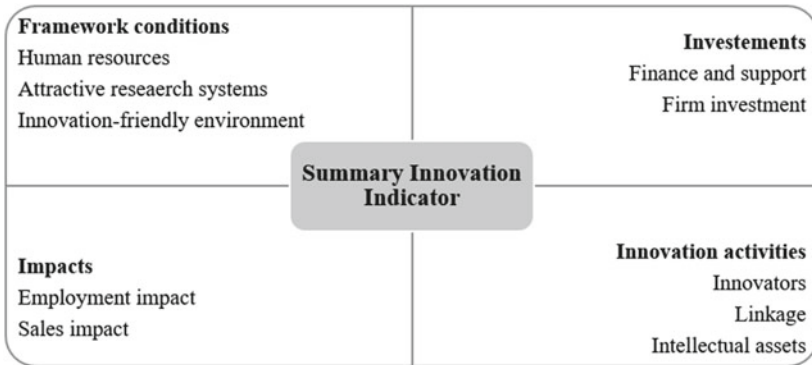 Framework conditions
Human resources
Attractive reseaerch systems
Innovation-friendly environment
Investements
Finance and support
Firm investment
Summary Innovation
Indicator
Impacts
Employment impact
Sales impact
Innovation activities
Innovators
Linkage
Intellectual assets